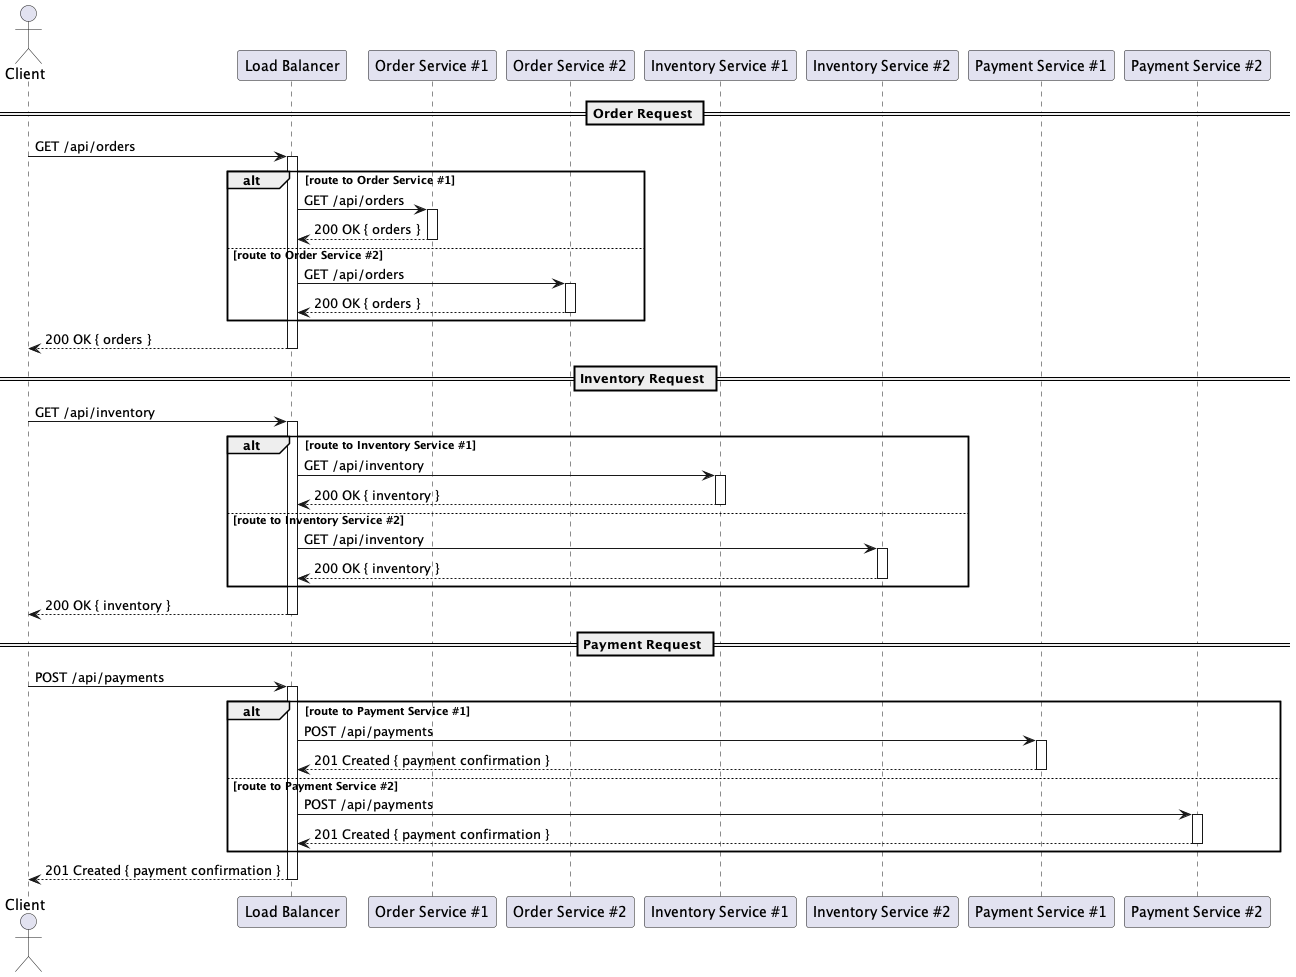 Client
Load Balancer
Order Service #1
Order Service #2
Inventory Service #1
Inventory Service #2
Payment Service #1
Payment Service #2
Order Request
GET /api/orders
alt
[route to Order Service #1]
GET /api/orders
200 OK { orders }
[route to Order Service #2]
GET /api/orders
200 OK { orders }
200 OK { orders }
Inventory Request
GET /api/inventory
alt
[route to Inventory Service #1]
GET /api/inventory
200 OK { inventory }
[route to Inventory Service #2]
GET /api/inventory
200 OK { inventory }
200 OK { inventory }
Payment Request
POST /api/payments
alt
[route to Payment Service #1]
POST /api/payments
201 Created { payment confirmation }
[route to Payment Service #2]
POST /api/payments
201 Created { payment confirmation }
201 Created { payment confirmation }
Client
Load Balancer
Order Service #1
Order Service #2
Inventory Service #1
Inventory Service #2
Payment Service #1
Payment Service #2